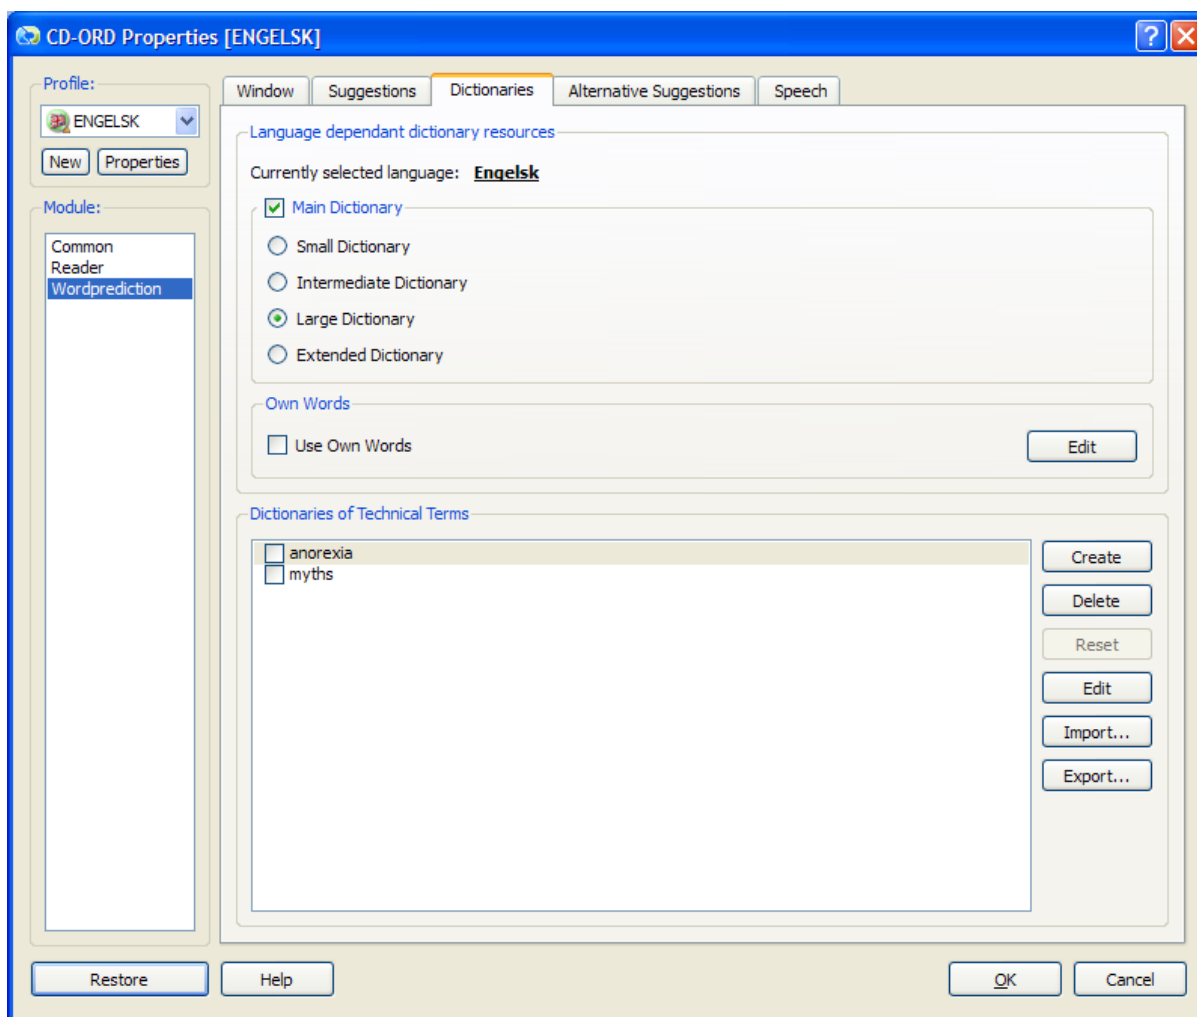 CD-ORD Properties [ENGELSK]
Profile:
ENGELSK
New Properties
Module:
Common
Reader
Wordprediction
Window Suggestions Dictionaries Alternative Suggestions Speech
Language dependant dictionary resources
Currently selected language: Engelsk
Main Dictionary
Small Dictionary
Intermediate Dictionary
Large Dictionary
Extended Dictionary
Own Words
Use Own Words Edit
Dictionaries of Technical Terms
anorexia
myths
Create
Delete
Reset
Edit
Import...
Export...
Restore Help OK Cancel